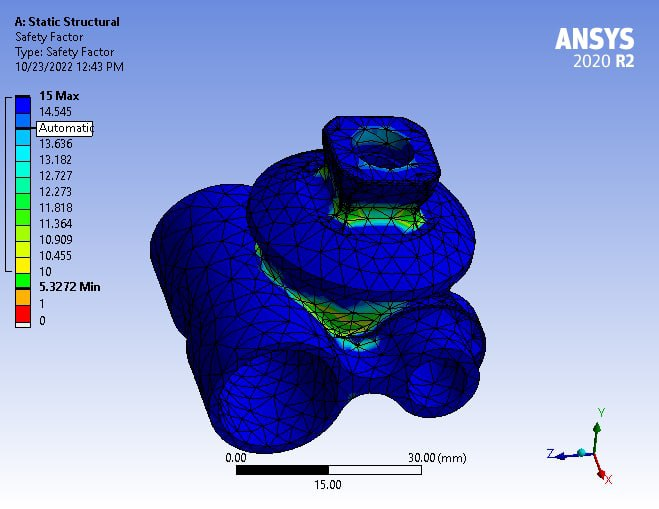 A: Static Structural
Safety Factor
Type: Safety Factor
10/23/2022 12:43 PM
ANSYS
2020 R2
15 Max
14.545
Automatic
13.636
13.182
12.727
12.273
11.818
11.364
10.909
10.455
10
5.3272 Min
1
0
0.00
30.00 (mm)
15.00
Y
Z
X